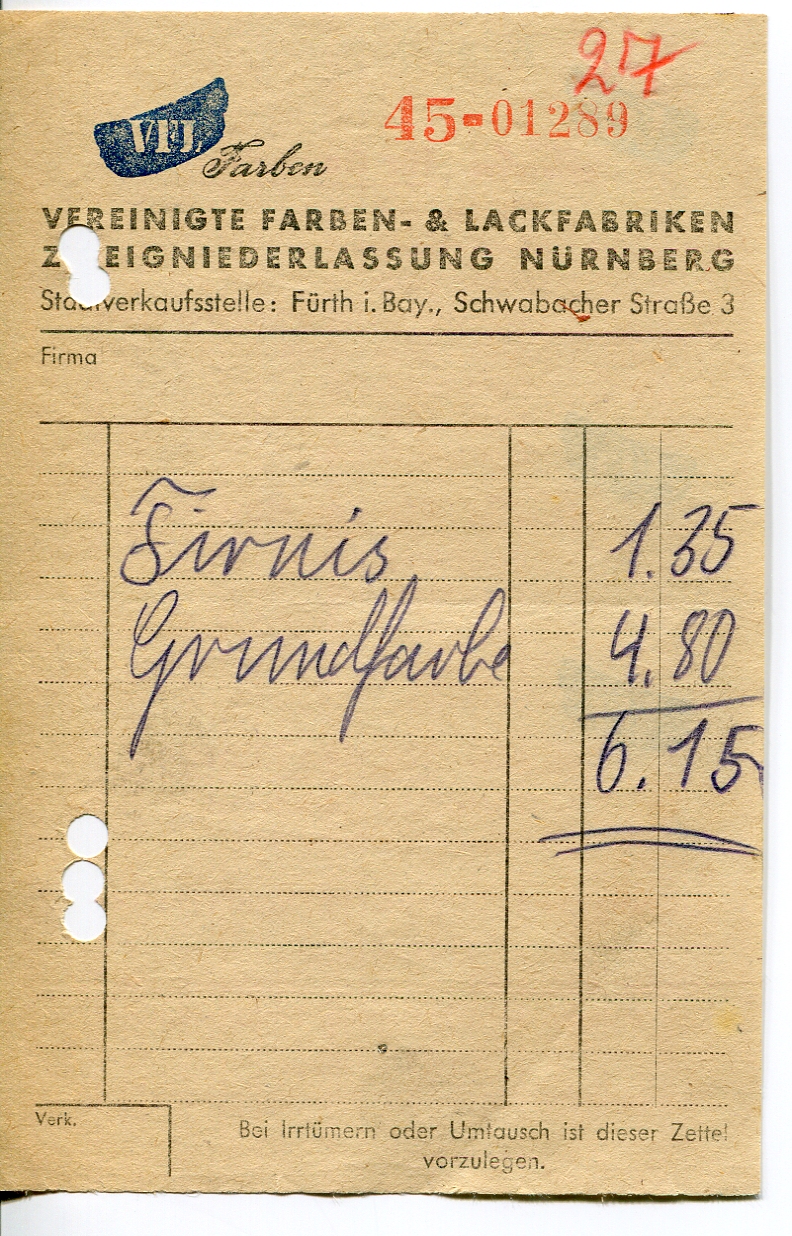 27
45-01289
VFL
Farben
VEREINIGTE FARBEN- & LACKFABRIKEN
ZWEIGNIEDERLASSUNG NÜRNBERG
Stadtverkaufsstelle: Fürth i. Bay., Schwabacher Straße 3
Firma
Firnis 1.35
Grundfarbe 4.80
6.15
Verk.
Bei Irrtümern oder Umtausch ist dieser Zettel
vorzulegen.